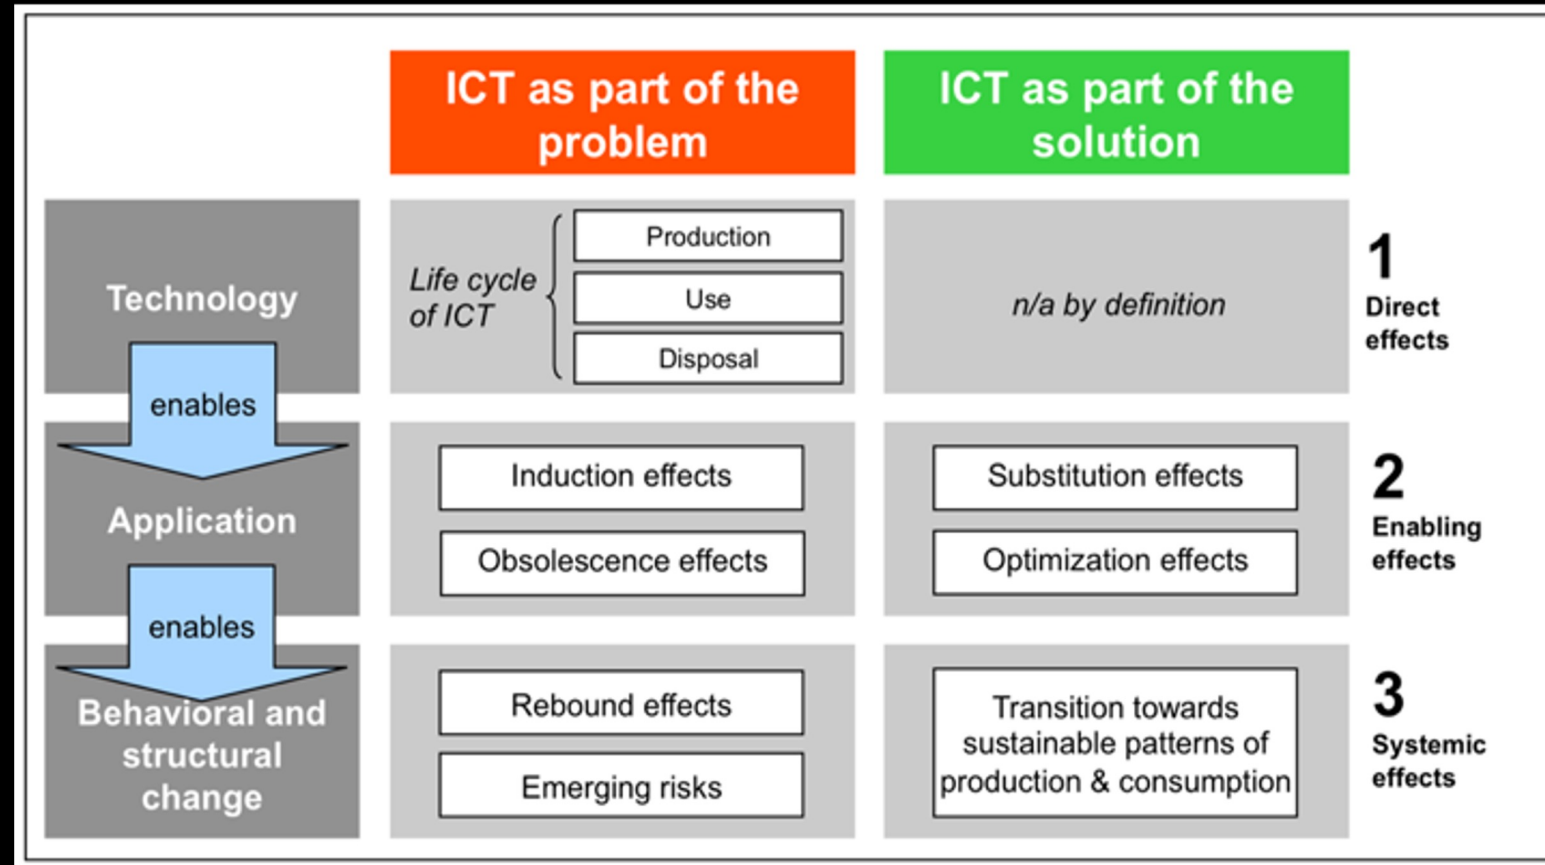 ICT as part of the
problem
ICT as part of the
solution
Technology
Life cycle
of ICT
Production
Use
Disposal
n/a by definition
1
Direct
effects
enables
Application
Induction effects
Obsolescence effects
Substitution effects
Optimization effects
2
Enabling
effects
enables
Behavioral and
structural
change
Rebound effects
Emerging risks
Transition towards
sustainable patterns of
production & consumption
3
Systemic
effects